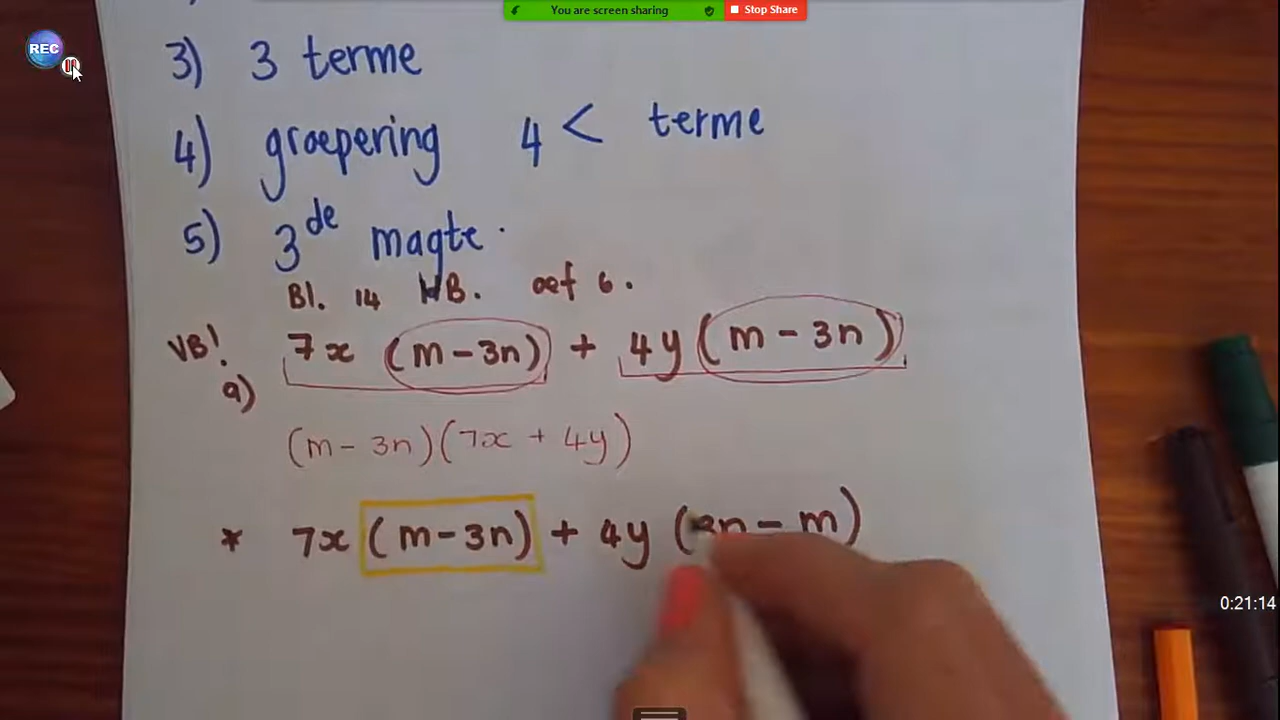 You are screen sharing Stop Share
REC
3) 3 terme
4) groepering 4 < terme
5) 3de magte.
Bl. 14 HB. oef 6.
VB! 7x (m-3n) + 4y (m-3n)
a)
(m-3n)(7x+4y)
* 7x (m-3n) + 4y (3n-m)
0:21:14